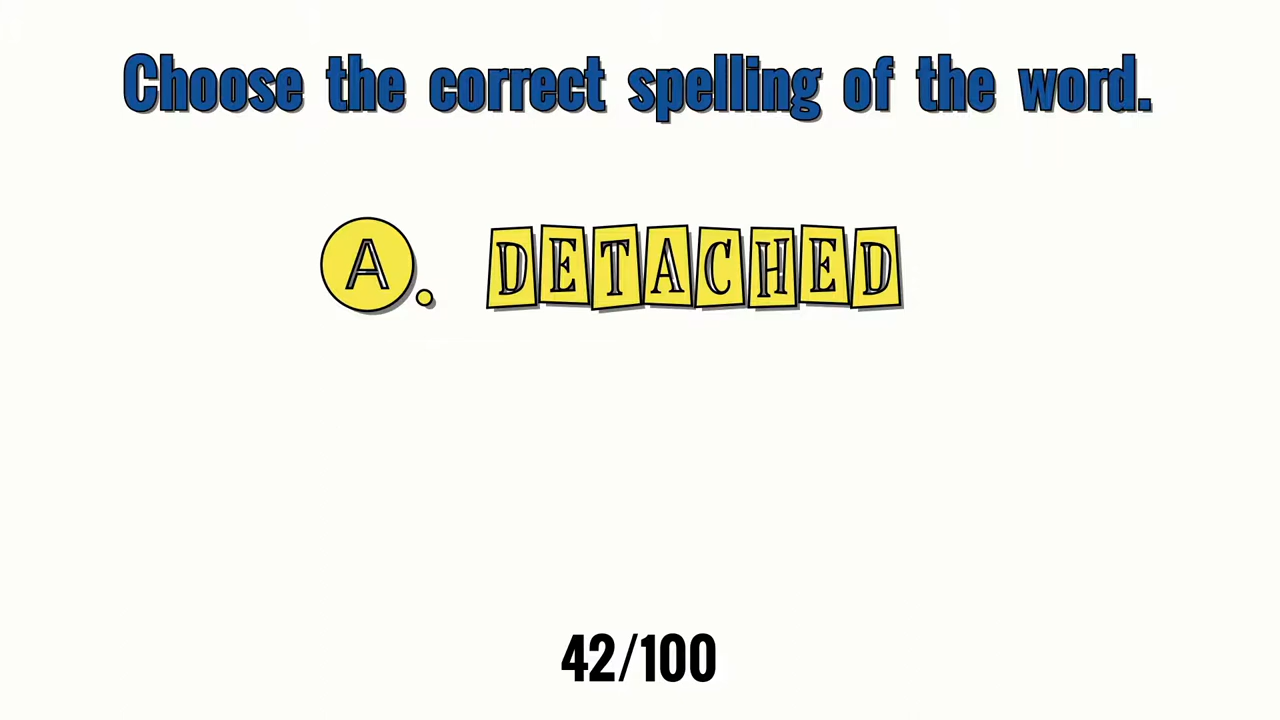 Choose the correct spelling of the word.
A. DETACHED
42/100